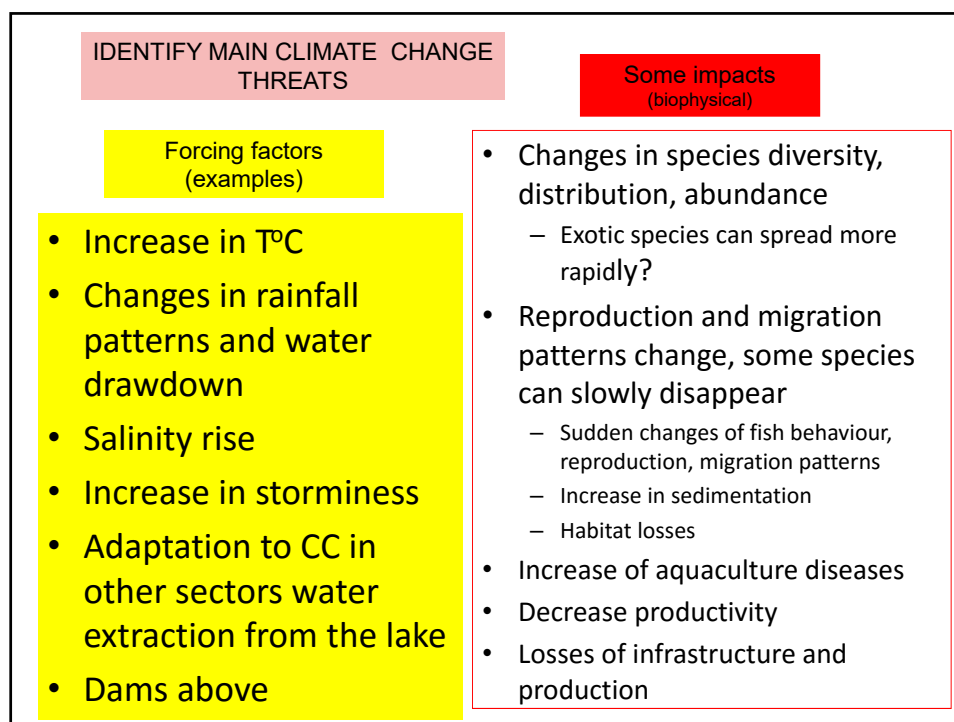 IDENTIFY MAIN CLIMATE CHANGE
THREATS
Forcing factors
(examples)
• Increase in TºC
• Changes in rainfall
patterns and water
drawdown
• Salinity rise
• Increase in storminess
• Adaptation to CC in
other sectors water
extraction from the lake
• Dams above
Some impacts
(biophysical)
• Changes in species diversity,
distribution, abundance
– Exotic species can spread more
rapidly?
• Reproduction and migration
patterns change, some species
can slowly disappear
– Sudden changes of fish behaviour,
reproduction, migration patterns
– Increase in sedimentation
– Habitat losses
• Increase of aquaculture diseases
• Decrease productivity
• Losses of infrastructure and
production